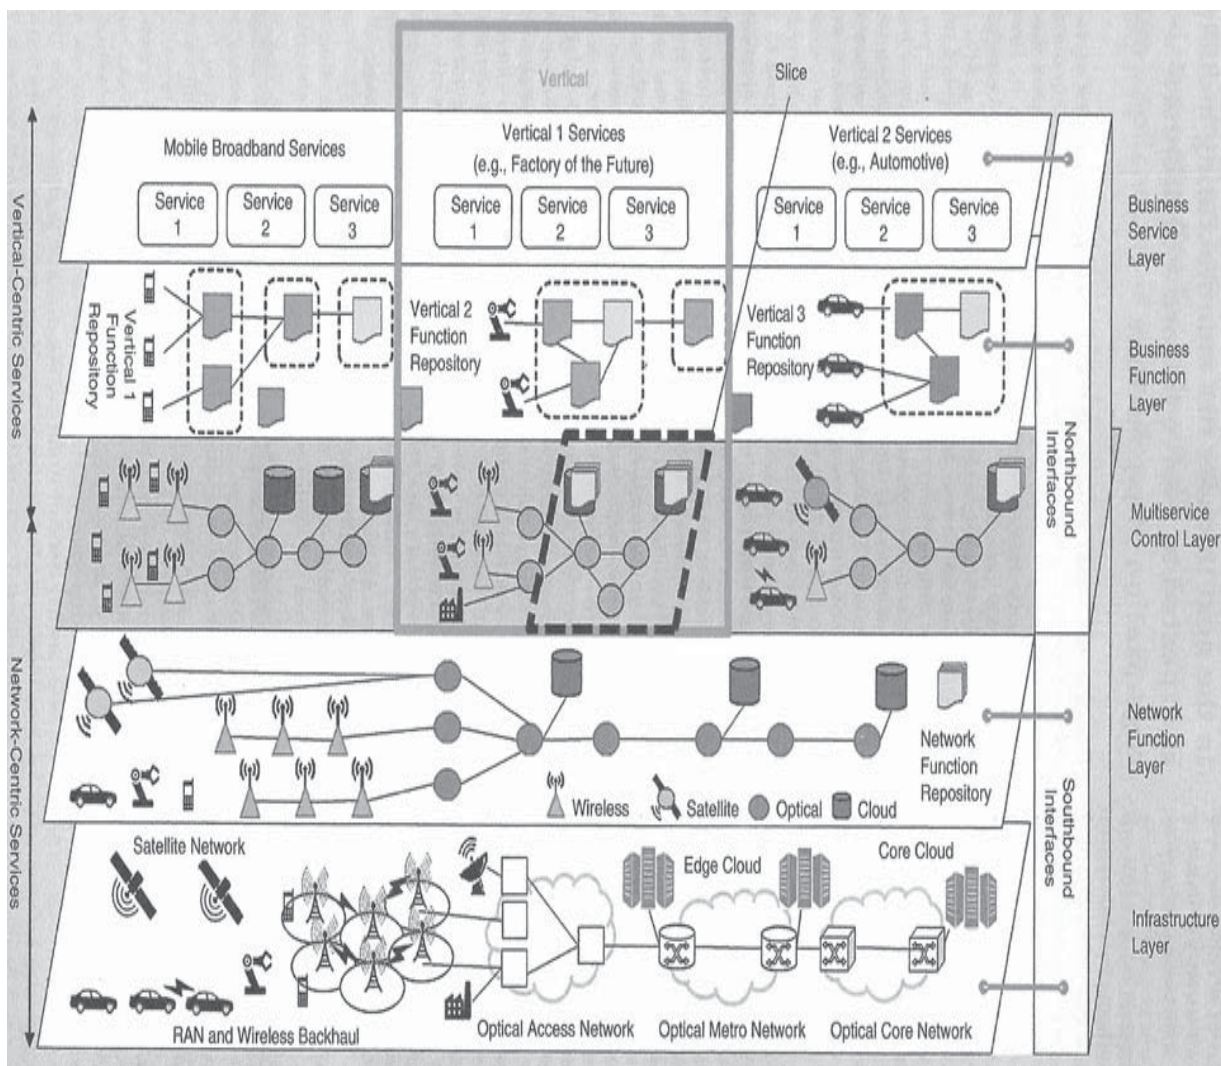 Vertical
Slice
Mobile Broadband Services
Vertical 1 Services
(e.g., Factory of the Future)
Vertical 2 Services
(e.g., Automotive)
Service
1
Service
2
Service
3
Service
1
Service
2
Service
3
Service
1
Service
2
Service
3
Business
Service
Layer
Vertical-Centric Services
Vertical 1
Function
Repository
Vertical 2
Function
Repository
Vertical 3
Function
Repository
Business
Function
Layer
Northbound
Interfaces
Multiservice
Control Layer
Network-Centric Services
Network
Function
Repository
Wireless
Satellite
Optical
Cloud
Network
Function
Layer
Southbound
Interfaces
Satellite Network
Edge Cloud
Core Cloud
Infrastructure
Layer
RAN and Wireless Backhaul
Optical Access Network
Optical Metro Network
Optical Core Network